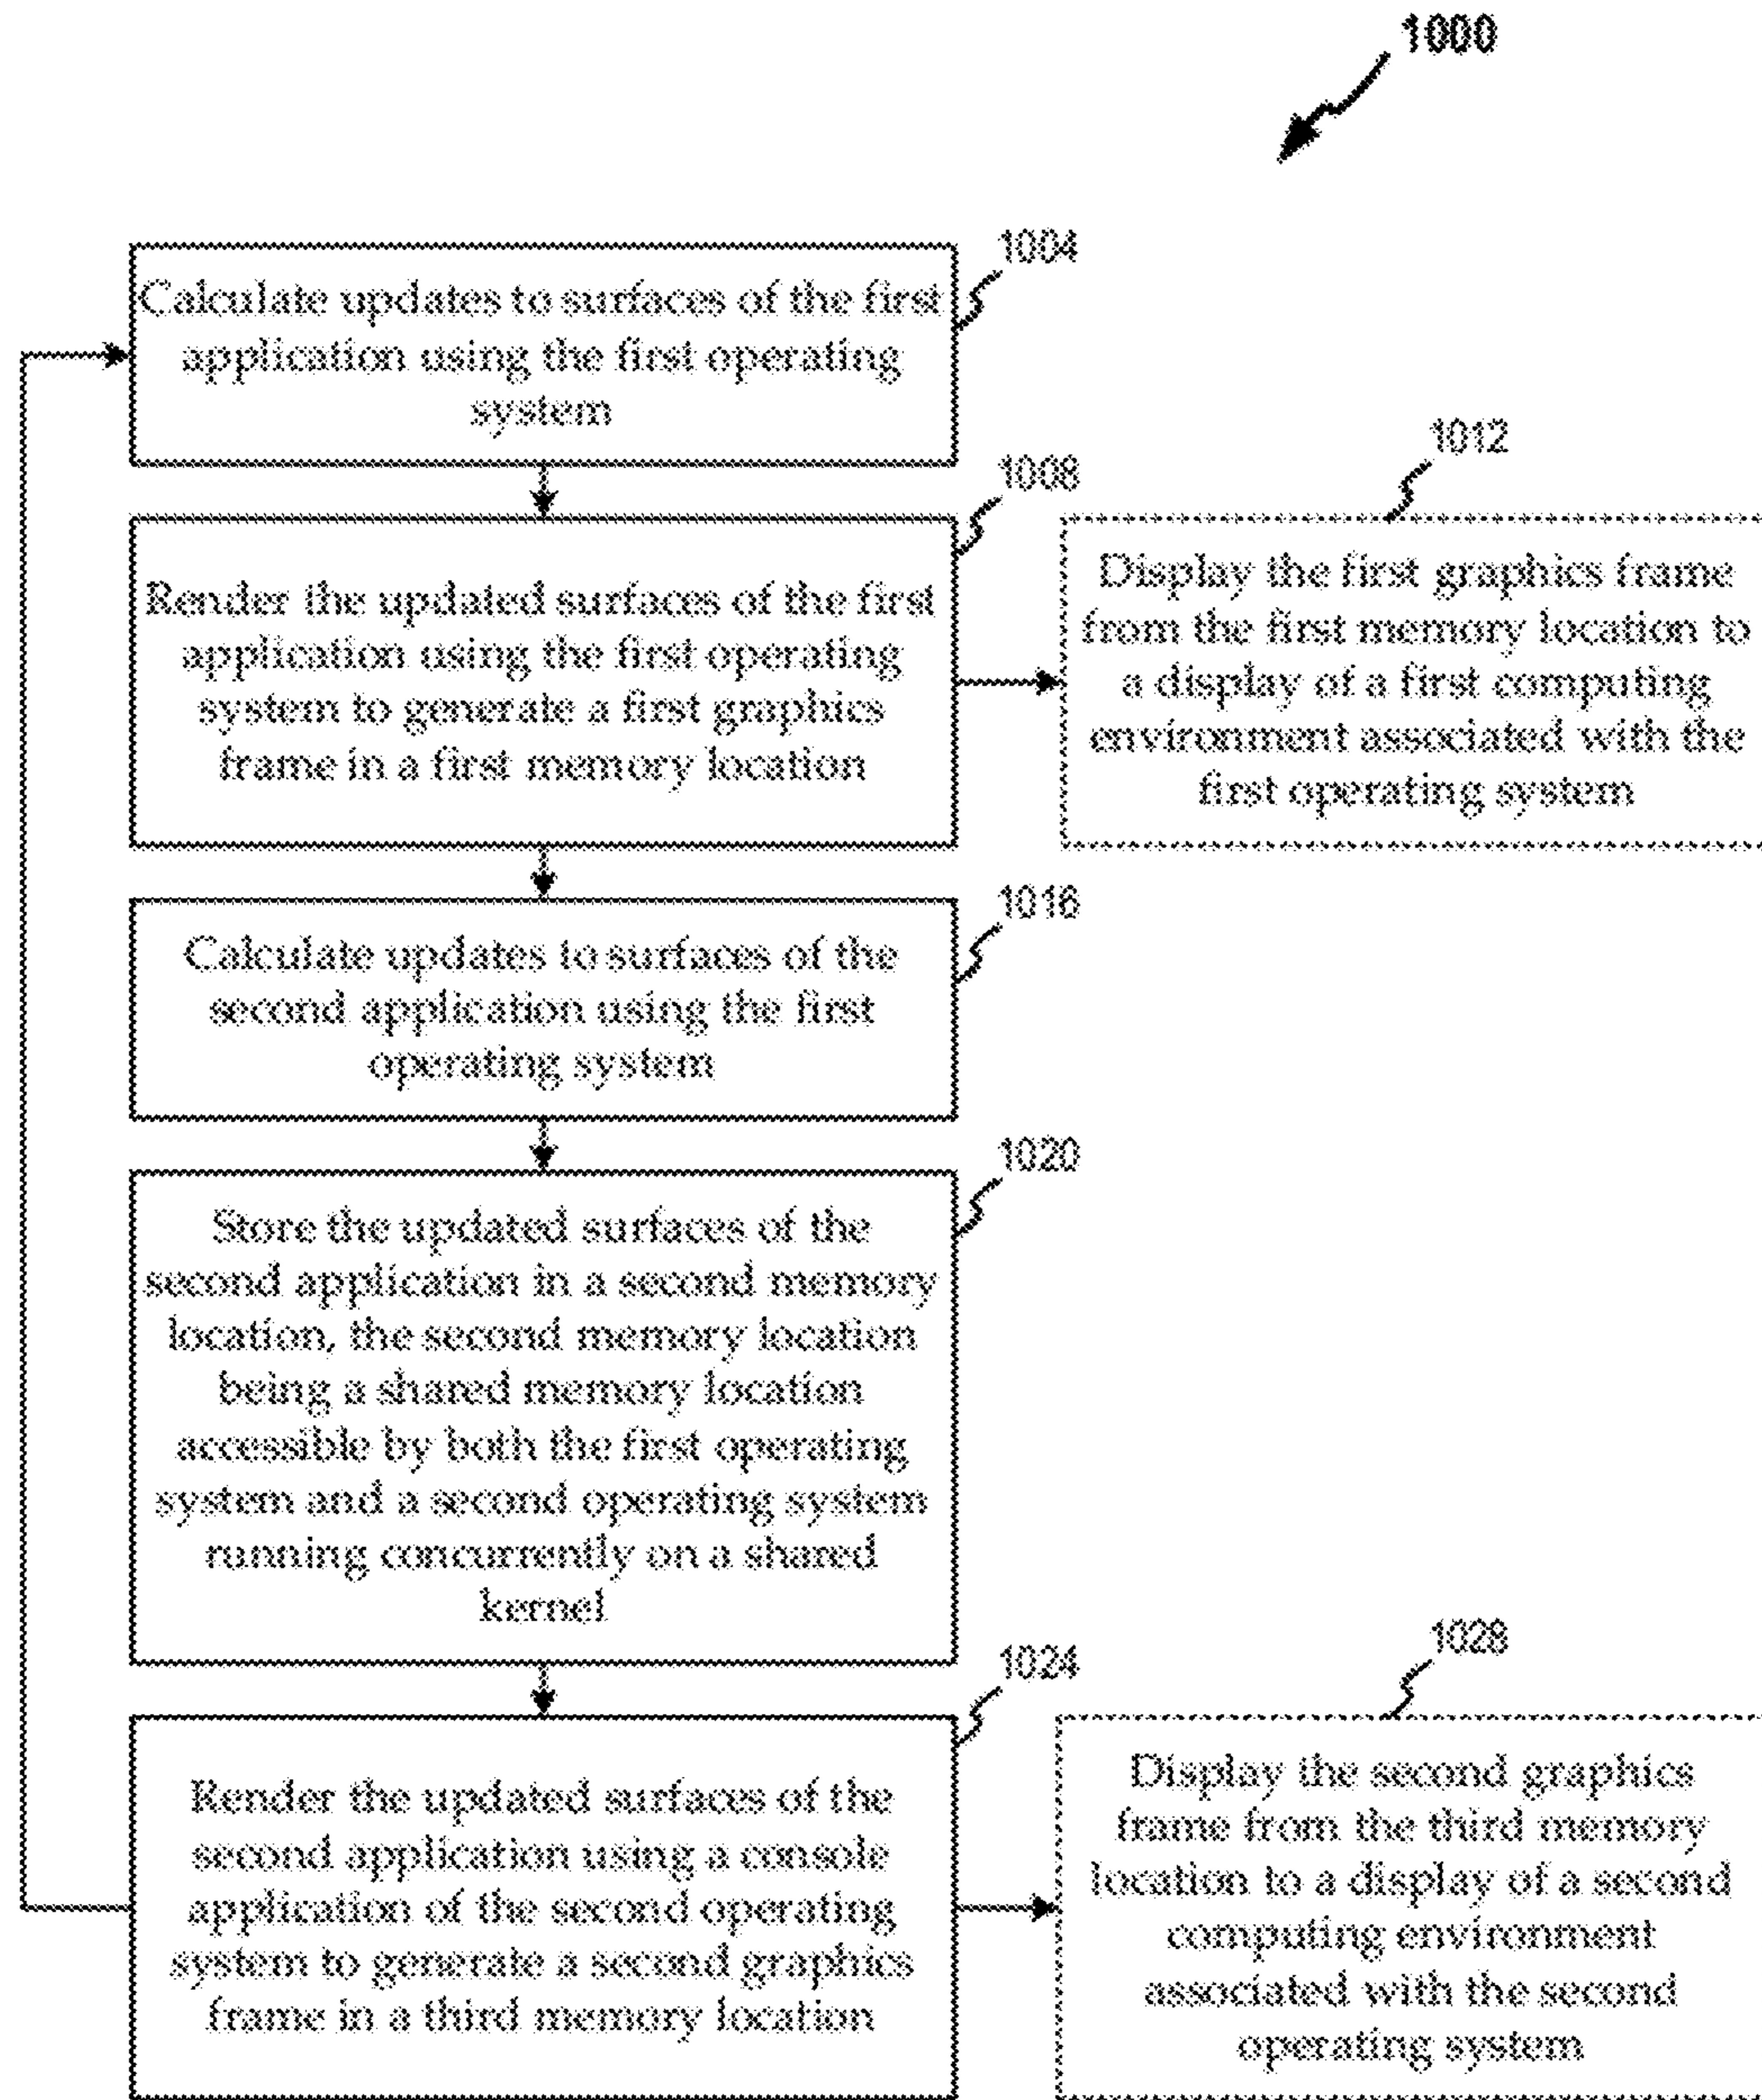 1000
1004
Calculate updates to surfaces of the first
application using the first operating
system
1008
Render the updated surfaces of the first
application using the first operating
system to generate a first graphics
frame in a first memory location
1012
Display the first graphics frame
from the first memory location to
a display of a first computing
environment associated with the
first operating system
1016
Calculate updates to surfaces of the
second application using the first
operating system
1020
Store the updated surfaces of the
second application in a second memory
location, the second memory location
being a shared memory location
accessible by both the first operating
system and a second operating system
running concurrently on a shared
kernel
1024
Render the updated surfaces of the
second application using a console
application of the second operating
system to generate a second graphics
frame in a third memory location
1028
Display the second graphics
frame from the third memory
location to a display of a second
computing environment
associated with the second
operating system